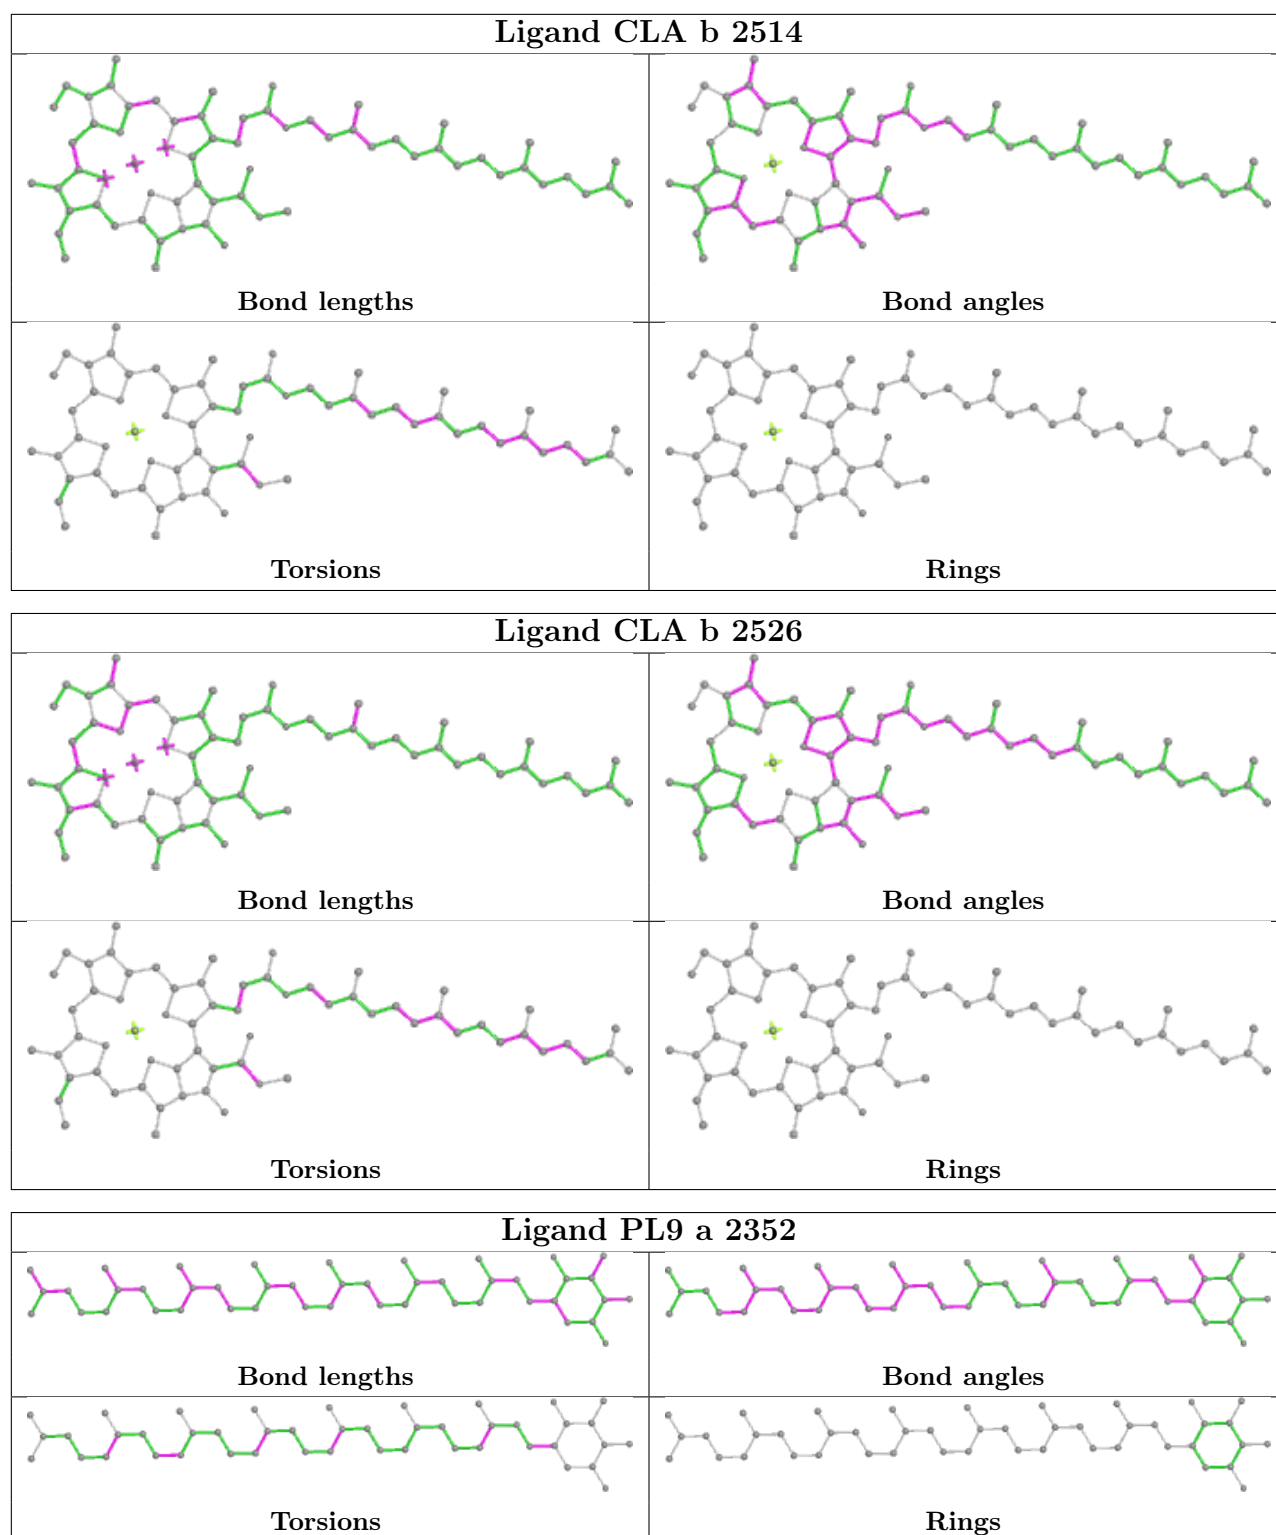 Ligand CLA b 2514
Bond lengths
Bond angles
Torsions
Rings
Ligand CLA b 2526
Bond lengths
Bond angles
Torsions
Rings
Ligand PL9 a 2352
Bond lengths
Bond angles
Torsions
Rings